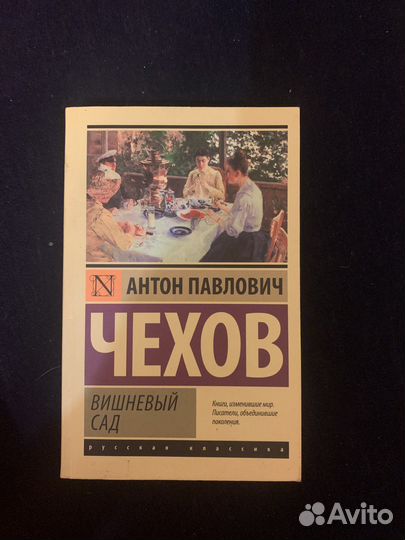 N АНТОН ПАВЛОВИЧ
ЧЕХОВ
ВИШНЕВЫЙ
САД
Книги, изменившие мир.
Писатели, объединившие
поколения.
русская классика
Avito